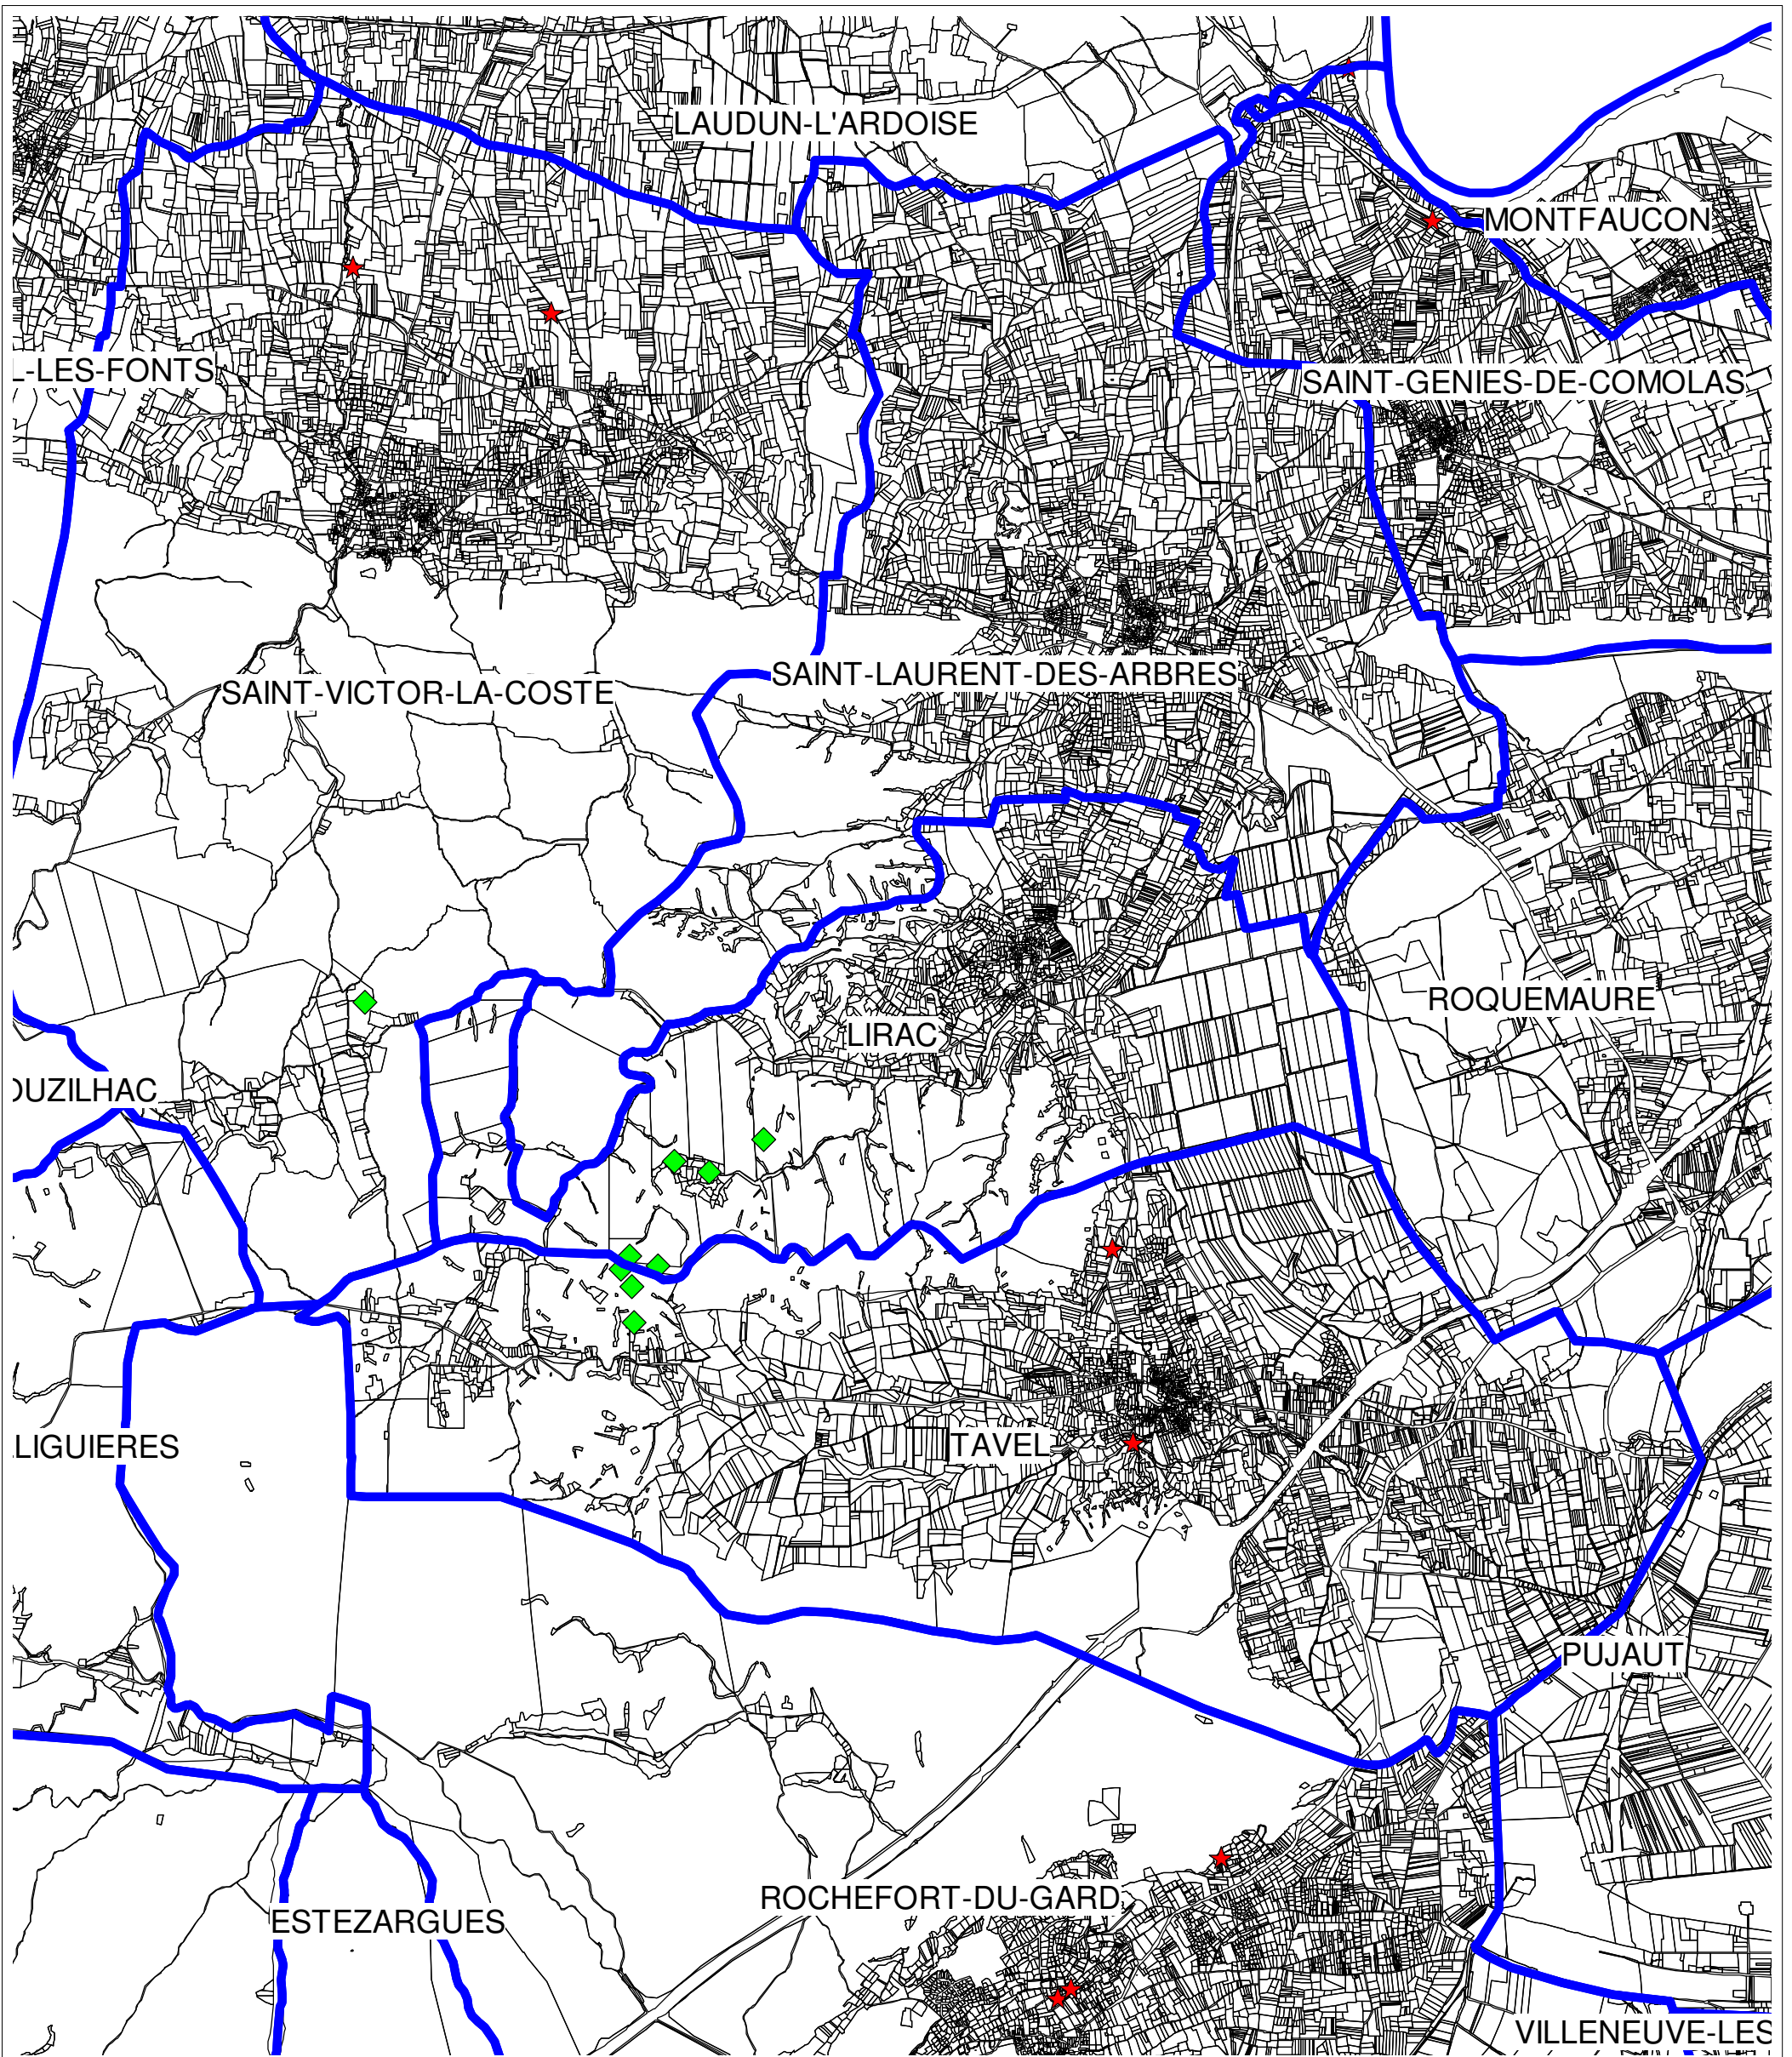 LAUDUN-L'ARDOISE
MONTFAUCON
L-LES-FONTS
SAINT-GENIES-DE-COMOLAS
SAINT-LAURENT-DES-ARBRES
SAINT-VICTOR-LA-COSTE
ROQUEMAURE
LIRAC
OUZILHAC
TAVEL
LIGUIERES
PUJAUT
ROCHEFORT-DU-GARD
ESTEZARGUES
VILLENEUVE-LES